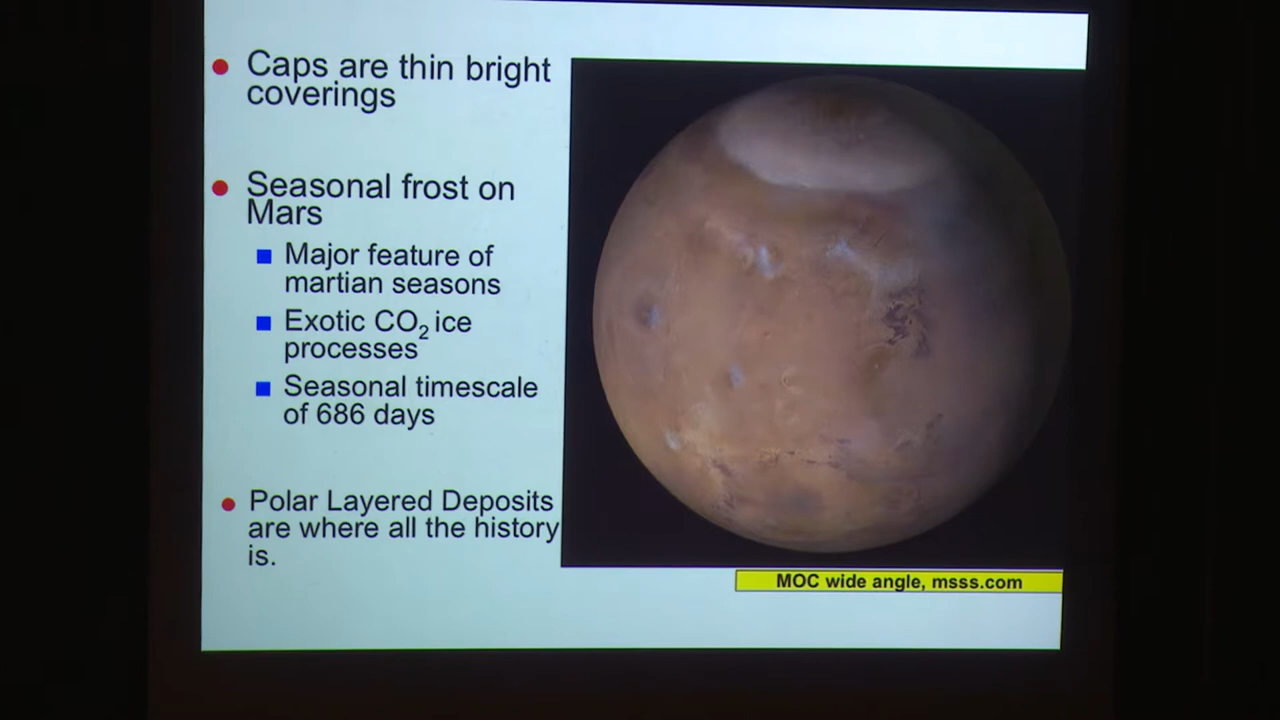 Caps are thin bright
coverings
Seasonal frost on
Mars
Major feature of
martian seasons
Exotic CO₂ ice
processes
Seasonal timescale
of 686 days
Polar Layered Deposits
are where all the history
is.
MOC wide angle, msss.com